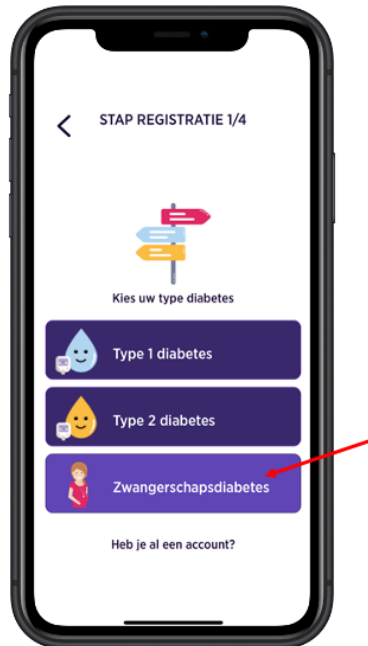 STAP REGISTRATIE 1/4
Kies uw type diabetes
Type 1 diabetes
Type 2 diabetes
Zwangerschapsdiabetes
Heb je al een account?